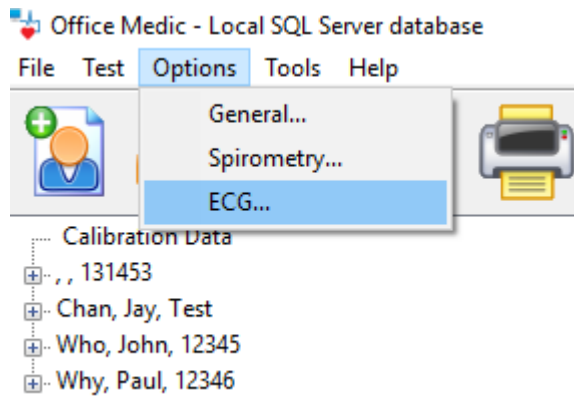 Office Medic - Local SQL Server database
File Test Options Tools Help
General...
Spirometry...
ECG...
Calibration Data
, , 131453
Chan, Jay, Test
Who, John, 12345
Why, Paul, 12346